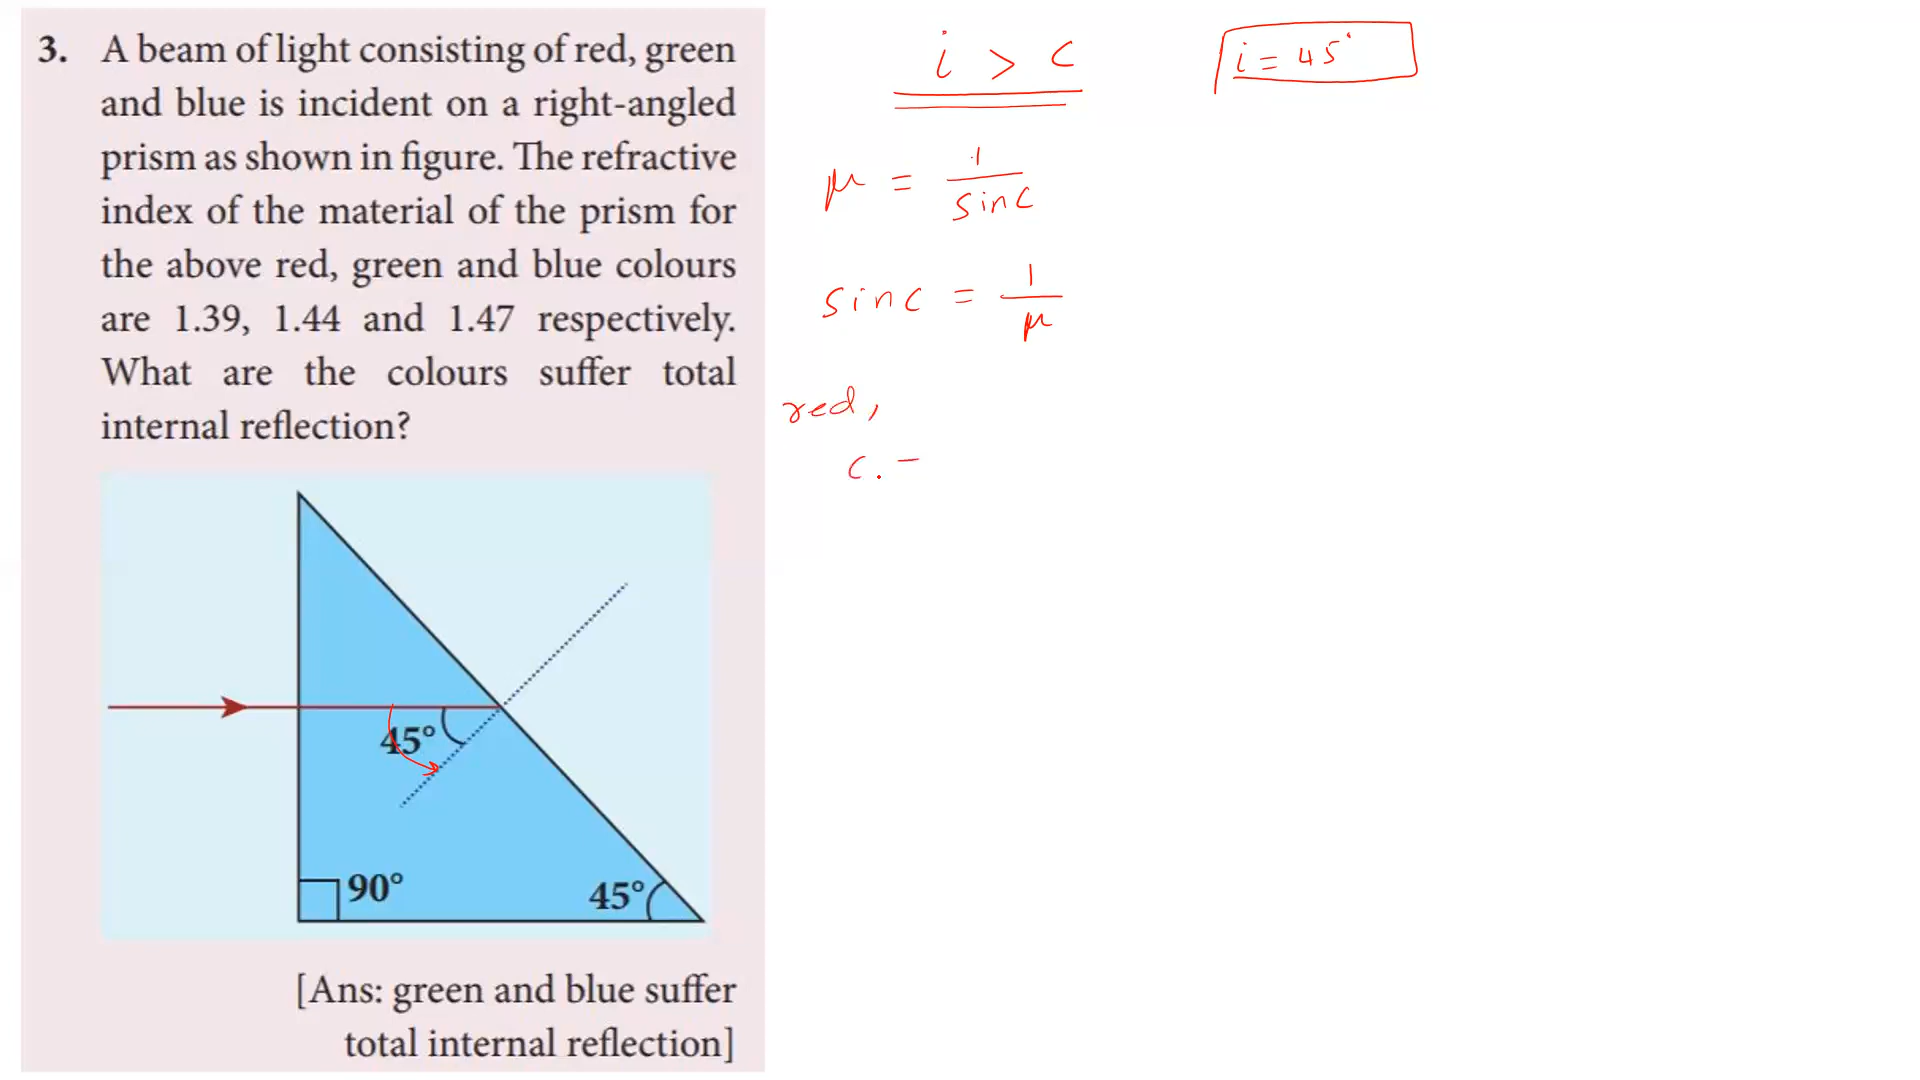 3. A beam of light consisting of red, green
and blue is incident on a right-angled
prism as shown in figure. The refractive
index of the material of the prism for
the above red, green and blue colours
are 1.39, 1.44 and 1.47 respectively.
What are the colours suffer total
internal reflection?
45°
90°
45°
[Ans: green and blue suffer
total internal reflection]
i > c
i = 45°
μ = 1/sinc
sinc = 1/μ
red,
c. -